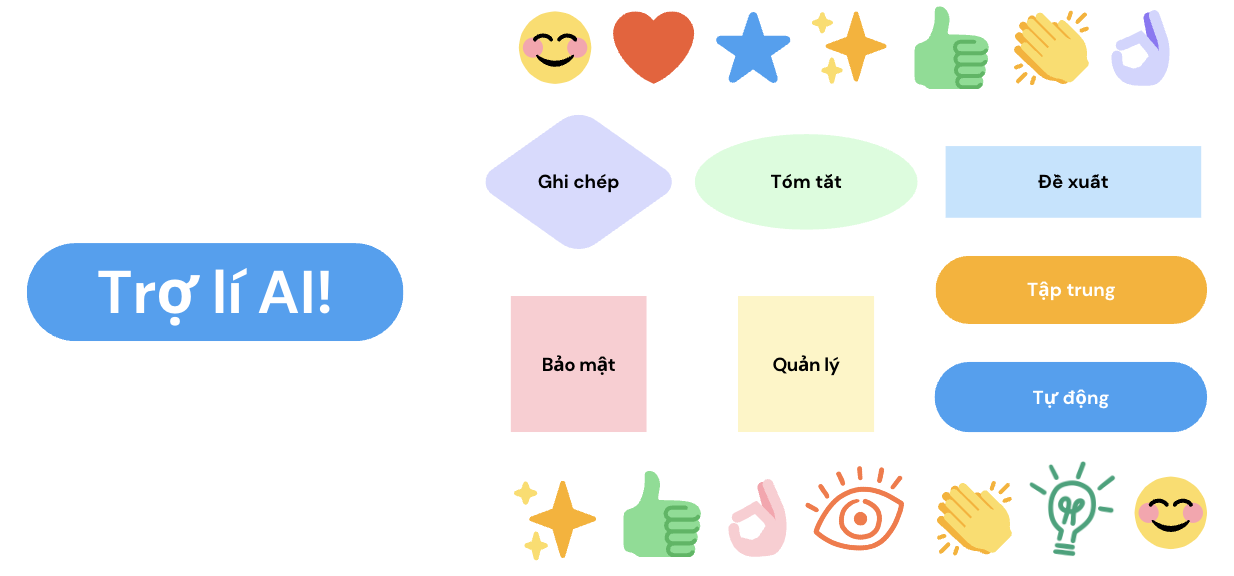 Trợ lí AI!
Ghi chép
Tóm tắt
Đề xuất
Tập trung
Bảo mật
Quản lý
Tự động